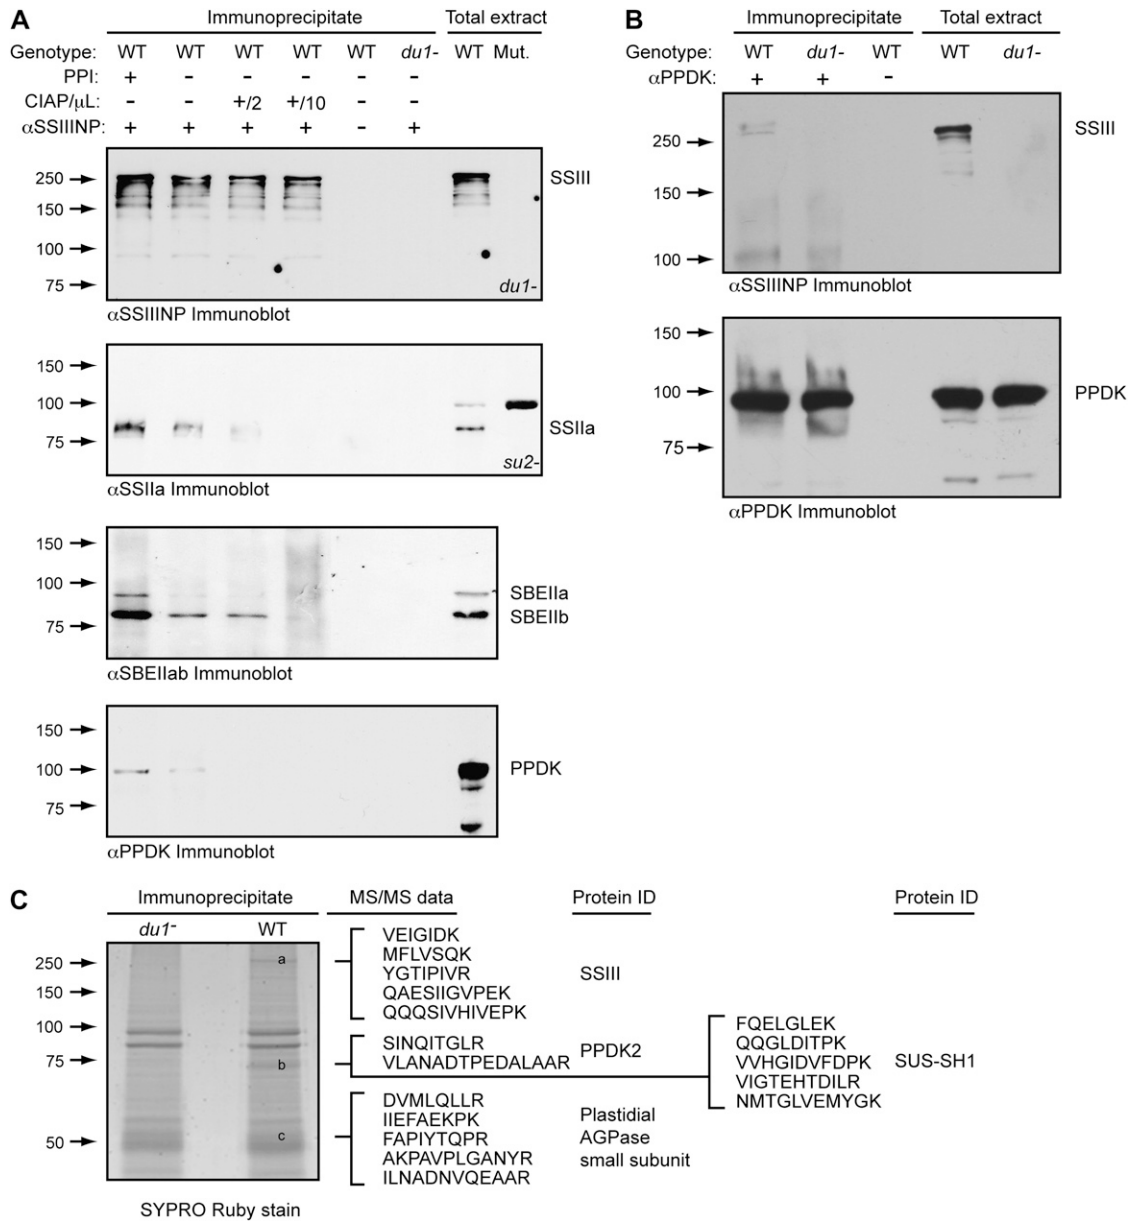 A
Immunoprecipitate Total extract
Genotype: WT WT WT WT WT du1- WT Mut.
PPI: + - - - - -
CIAP/μL: - - +/2 +/10 - -
αSSIIINP: + + + + - +
250
150
100
75
SSIII
du1-
αSSIIINP Immunoblot
150
100
75
SSIIa
su2-
αSSIIa Immunoblot
150
100
75
SBEIIa
SBEIIb
αSBEIIab Immunoblot
150
100
75
PPDK
αPPDK Immunoblot
B
Immunoprecipitate Total extract
Genotype: WT du1- WT WT du1-
αPPDK: + + -
250
150
100
SSIII
αSSIIINP Immunoblot
150
100
75
PPDK
αPPDK Immunoblot
C
Immunoprecipitate MS/MS data Protein ID Protein ID
du1- WT
250
150
100
75
50
a
b
c
SYPRO Ruby stain
VEIGIDK
MFLVSQK
YGTIPIVR
QAESIIGVPEK
QQQSIVHIVEPK
SSIII
SINQITGLR
VLANADTPEDALAAR
PPDK2
FQELGLEK
QQGLDITPK
VVHGIDVFDPK
VIGTEHTDILR
NMTGLVEMYGK
SUS-SH1
DVMLQLLR
IIEFAEKPK
FAPIYTQPR
AKPAVPLGANYR
ILNADNVQEAAR
Plastidial
AGPase
small subunit